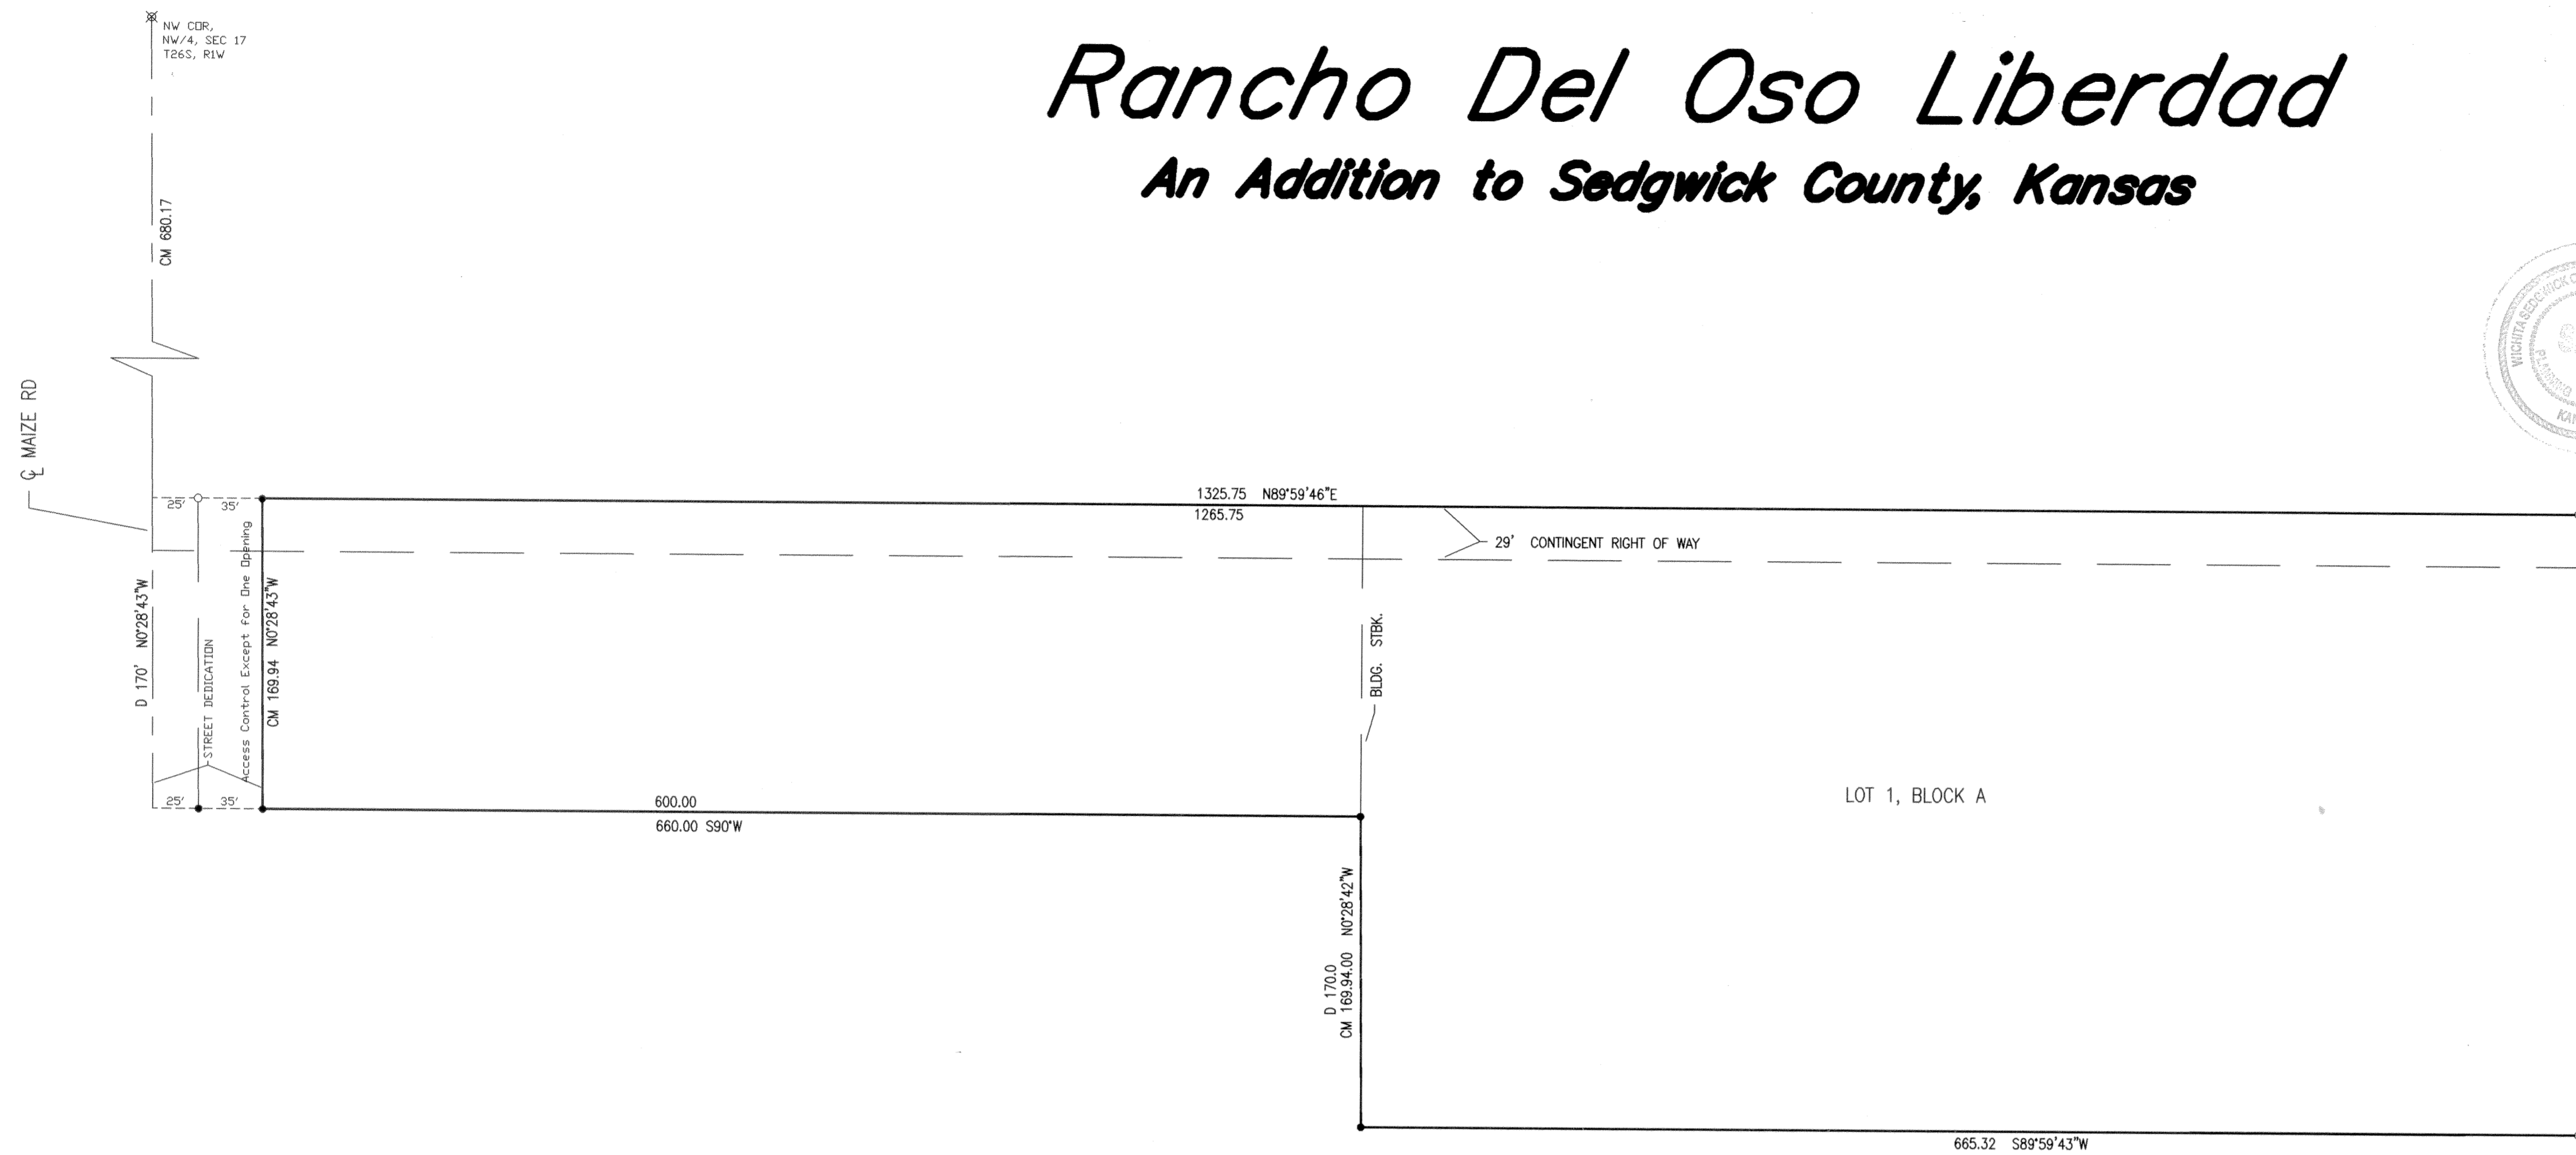 Rancho Del Oso Liberdad
An Addition to Sedgwick County, Kansas
NW COR,
NW/4, SEC 17
T26S, R1W
CM 680.17
℄ MAIZE RD
25' 35'
1325.75 N89°59'46"E
1265.75
29' CONTINGENT RIGHT OF WAY
D 170' N0°28'43"W
STREET DEDICATION
Access Control Except for One Opening
CM 169.94 N0°28'43"W
BLDG. STBK.
LOT 1, BLOCK A
25' 35'
600.00
660.00 S90°W
D 170.0
CM 169.94.00 N0°28'42"W
665.32 S89°59'43"W
WICHITA SEDGWICK
PLANNING